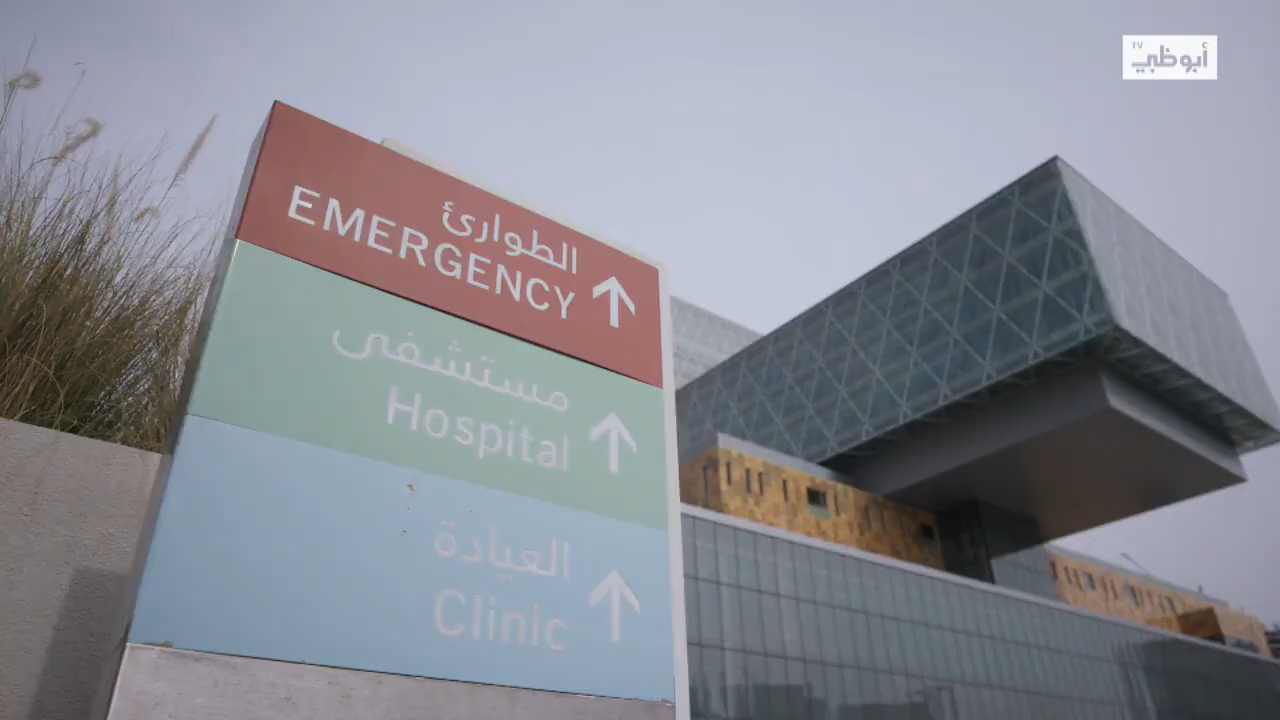 الطوارئ
EMERGENCY
مستشفى
Hospital
العيادة
Clinic
أبوظبي
TV